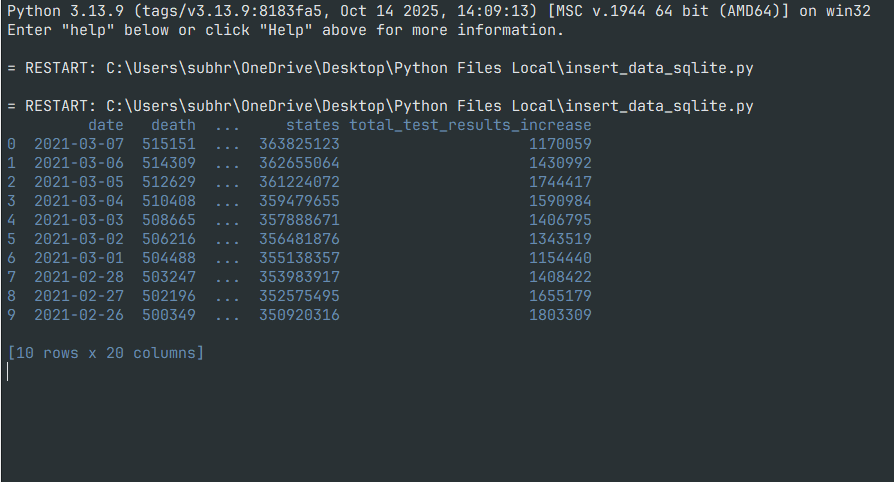 Python 3.13.9 (tags/v3.13.9:8183fa5, Oct 14 2025, 14:09:13) [MSC v.1944 64 bit (AMD64)] on win32
Enter "help" below or click "Help" above for more information.
= RESTART: C:\Users\subhr\OneDrive\Desktop\Python Files Local\insert_data_sqlite.py
= RESTART: C:\Users\subhr\OneDrive\Desktop\Python Files Local\insert_data_sqlite.py
date death ... states total_test_results_increase
0 2021-03-07 515151 ... 363825123 1170059
1 2021-03-06 514309 ... 362655064 1430992
2 2021-03-05 512629 ... 361224072 1744417
3 2021-03-04 510408 ... 359479655 1590984
4 2021-03-03 508665 ... 357888671 1406795
5 2021-03-02 506216 ... 356481876 1343519
6 2021-03-01 504488 ... 355138357 1154440
7 2021-02-28 503247 ... 353983917 1408422
8 2021-02-27 502196 ... 352575495 1655179
9 2021-02-26 500349 ... 350920316 1803309
[10 rows x 20 columns]